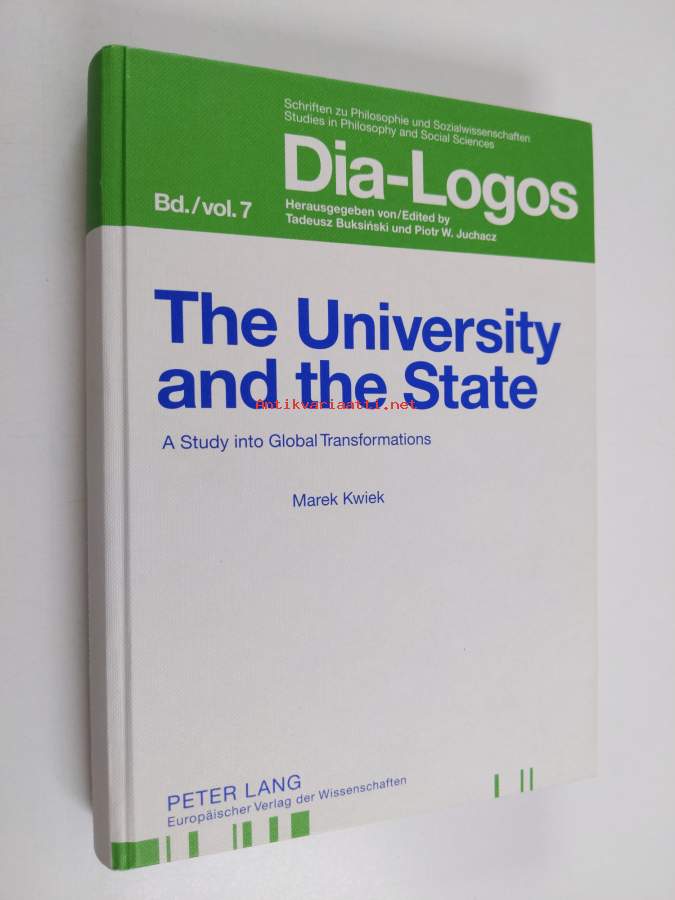 Schriften zu Philosophie und Sozialwissenschaften
Studies in Philosophy and Social Sciences
Dia-Logos
Bd./vol. 7
Herausgegeben von/Edited by
Tadeusz Buksiński und Piotr W. Juchacz
The University
and the State
Antikvariaatti.net
A Study into Global Transformations
Marek Kwiek
PETER LANG
Europäischer Verlag der Wissenschaften